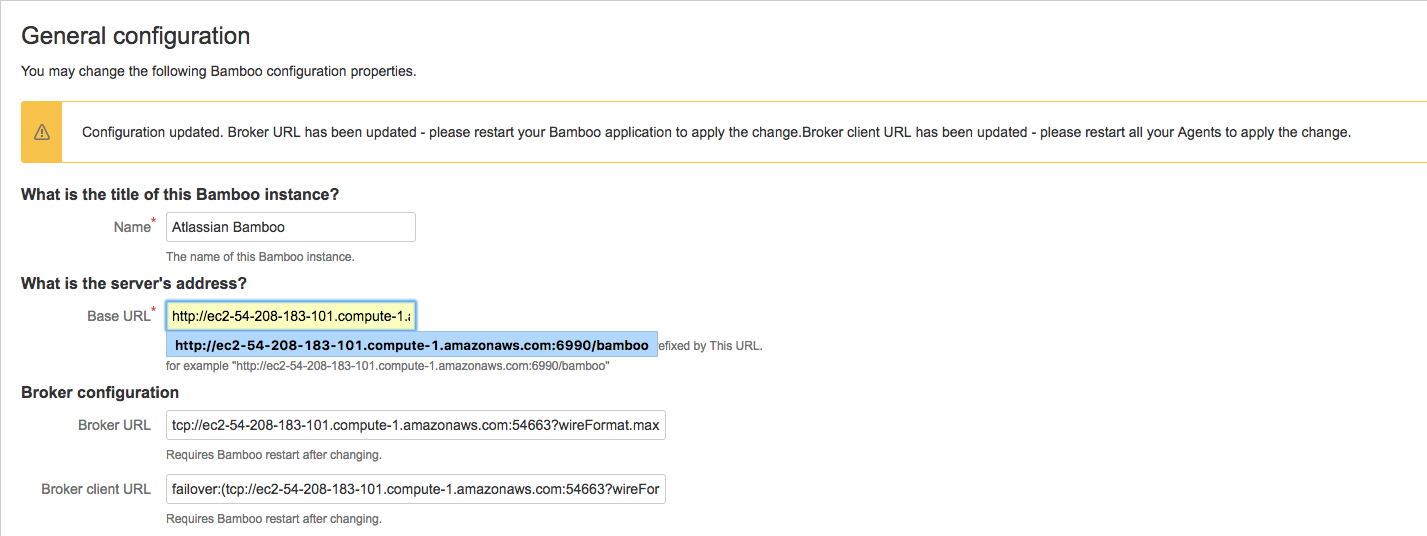 General configuration
You may change the following Bamboo configuration properties.
Configuration updated. Broker URL has been updated - please restart your Bamboo application to apply the change.Broker client URL has been updated - please restart all your Agents to apply the change.
What is the title of this Bamboo instance?
Name* Atlassian Bamboo
The name of this Bamboo instance.
What is the server's address?
Base URL* http://ec2-54-208-183-101.compute-1.a
http://ec2-54-208-183-101.compute-1.amazonaws.com:6990/bamboo efixed by This URL.
for example "http://ec2-54-208-183-101.compute-1.amazonaws.com:6990/bamboo"
Broker configuration
Broker URL tcp://ec2-54-208-183-101.compute-1.amazonaws.com:54663?wireFormat.max
Requires Bamboo restart after changing.
Broker client URL failover:(tcp://ec2-54-208-183-101.compute-1.amazonaws.com:54663?wireFor
Requires Bamboo restart after changing.